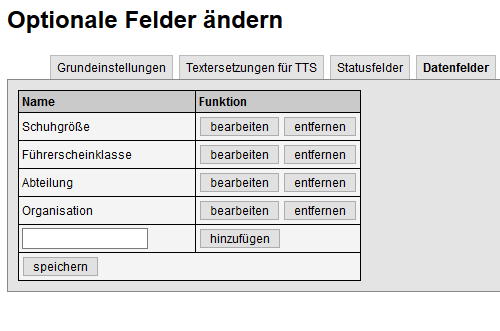 Optionale Felder ändern
Grundeinstellungen Textersetzungen für TTS Statusfelder Datenfelder
Name Funktion
Schuhgröße bearbeiten entfernen
Führerscheinklasse bearbeiten entfernen
Abteilung bearbeiten entfernen
Organisation bearbeiten entfernen
hinzufügen
speichern